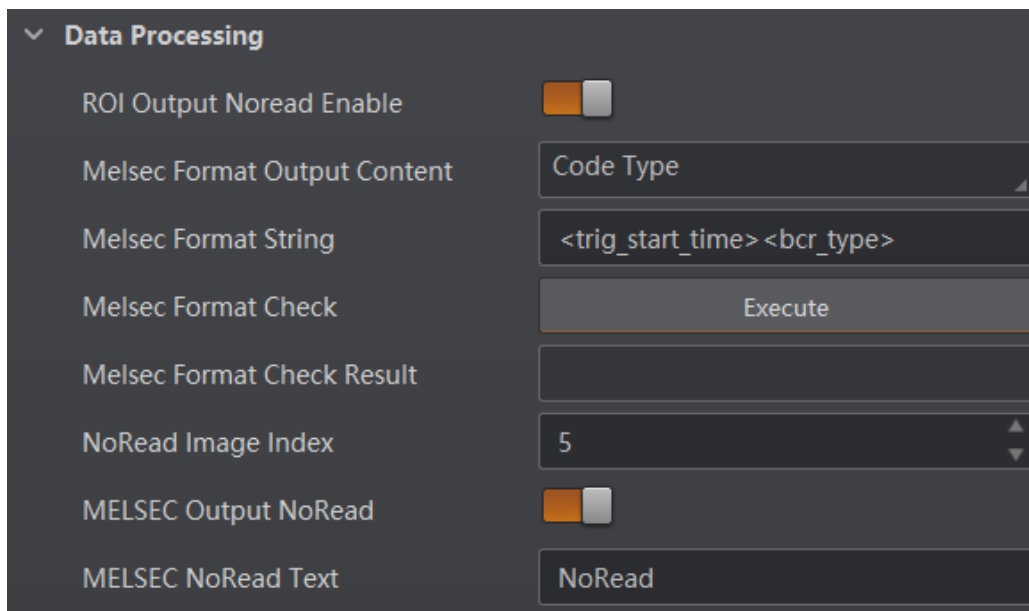 Data Processing
ROI Output Noread Enable
Melsec Format Output Content Code Type
Melsec Format String <trig_start_time><bcr_type>
Melsec Format Check Execute
Melsec Format Check Result
NoRead Image Index 5
MELSEC Output NoRead
MELSEC NoRead Text NoRead